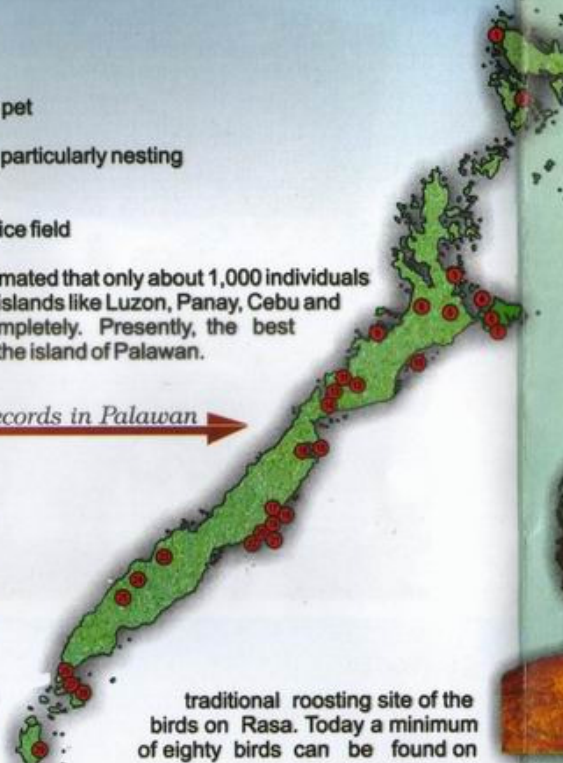 pet
particularly nesting
ice field
mated that only about 1,000 individuals
islands like Luzon, Panay, Cebu and
mpletely. Presently, the best
the island of Palawan.
ecords in Palawan
traditional roosting site of the
birds on Rasa. Today a minimum
of eighty birds can be found on